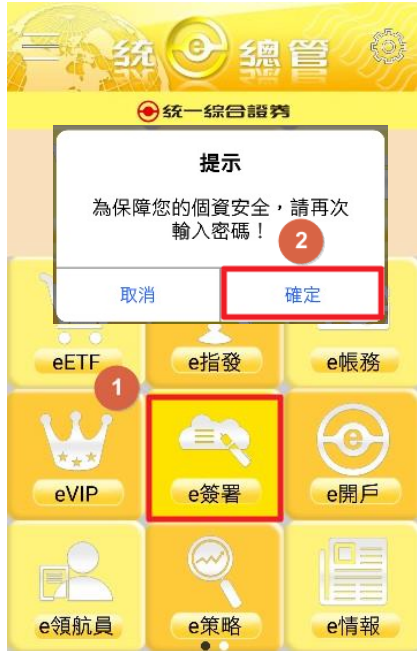 統e總管
統一綜合證券
提示
為保障您的個資安全，請再次
輸入密碼！
2
取消
確定
eETF
e指發
e帳務
1
eVIP
e簽署
e開戶
e領航員
e策略
e情報